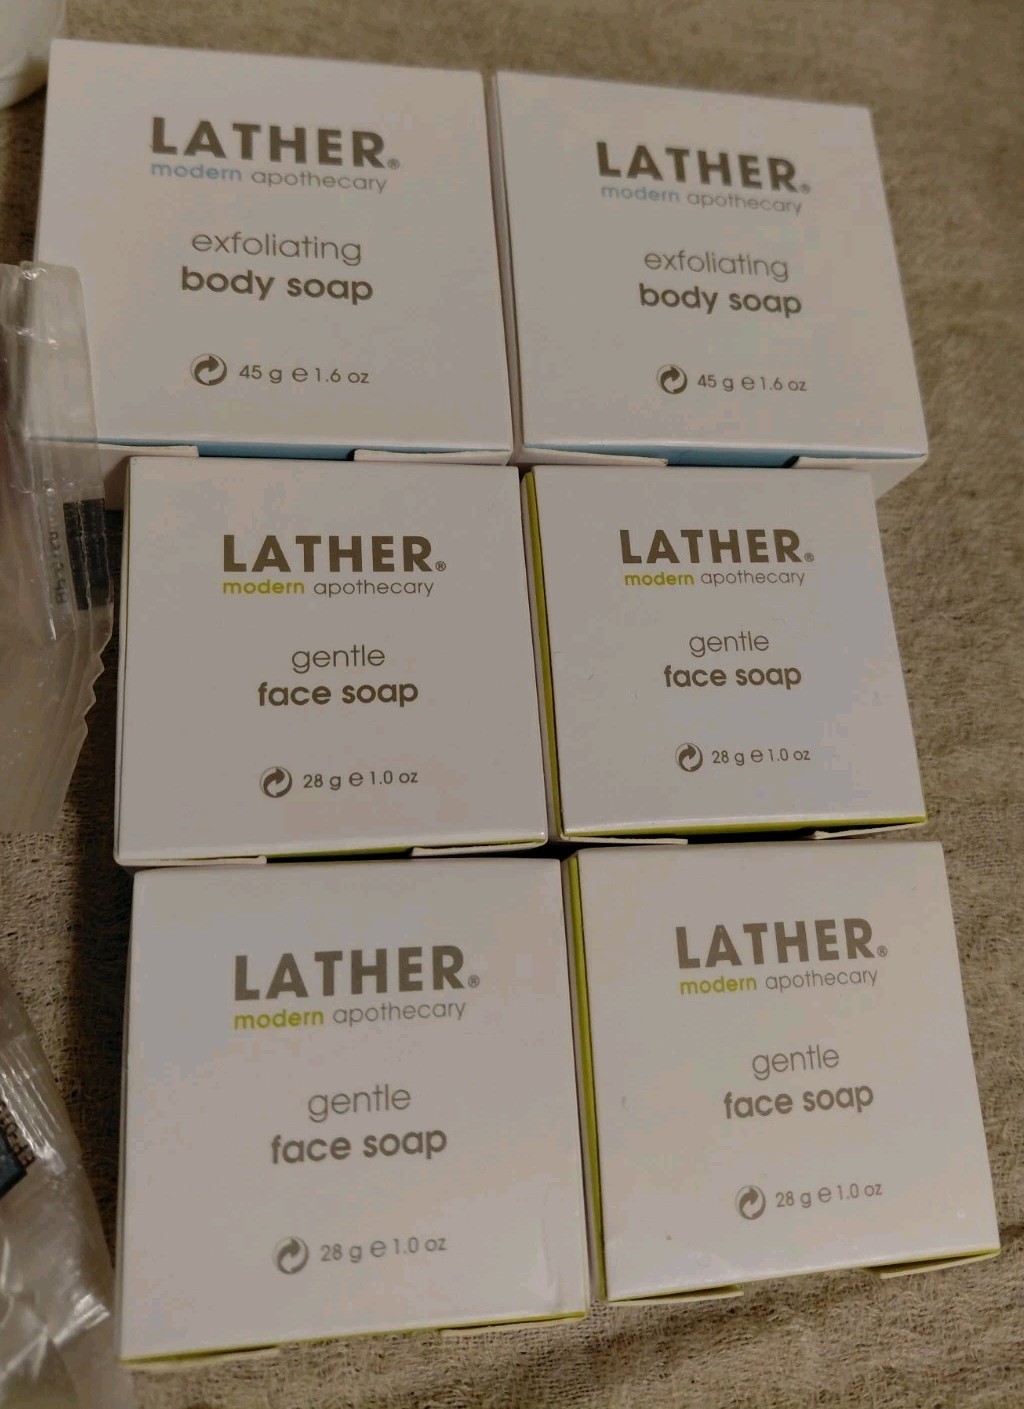 LATHER®
modern apothecary
exfoliating
body soap
45 g e 1.6 oz
LATHER®
modern apothecary
exfoliating
body soap
45 g e 1.6 oz
LATHER®
modern apothecary
gentle
face soap
28 g e 1.0 oz
LATHER®
modern apothecary
gentle
face soap
28 g e 1.0 oz
LATHER®
modern apothecary
gentle
face soap
28 g e 1.0 oz
LATHER®
modern apothecary
gentle
face soap
28 g e 1.0 oz